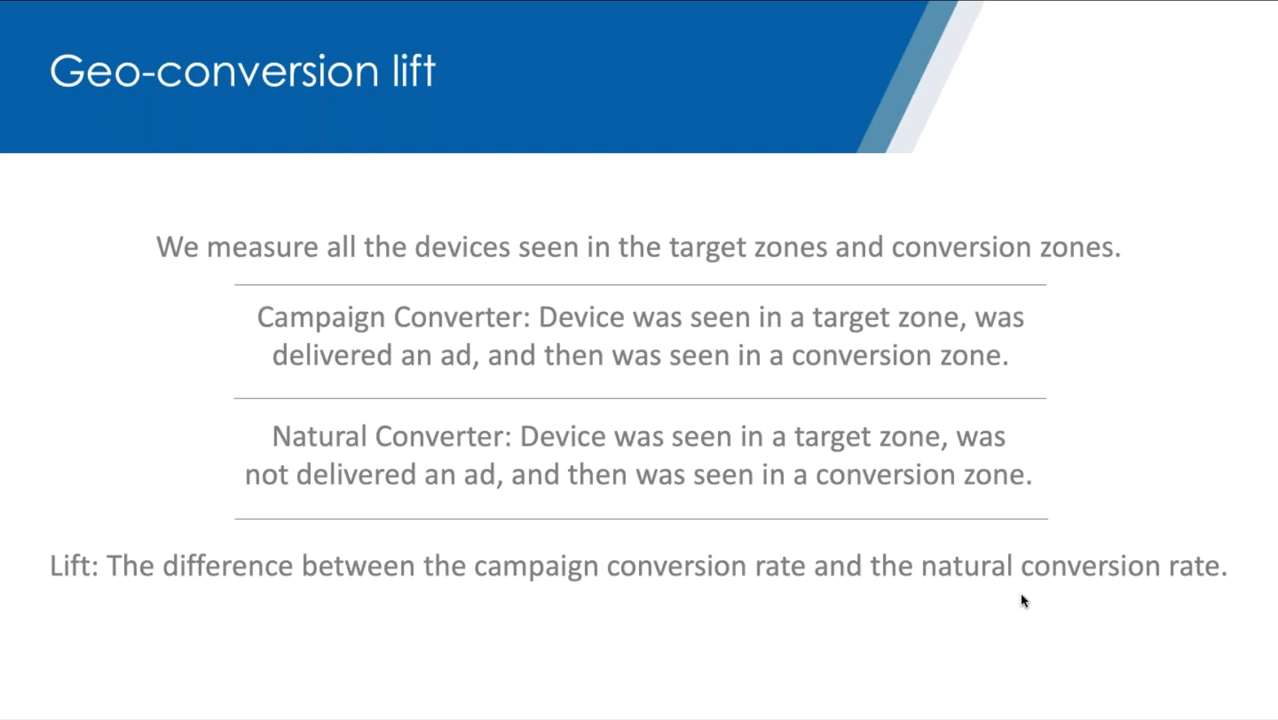 Geo-conversion lift
We measure all the devices seen in the target zones and conversion zones.
Campaign Converter: Device was seen in a target zone, was
delivered an ad, and then was seen in a conversion zone.
Natural Converter: Device was seen in a target zone, was
not delivered an ad, and then was seen in a conversion zone.
Lift: The difference between the campaign conversion rate and the natural conversion rate.